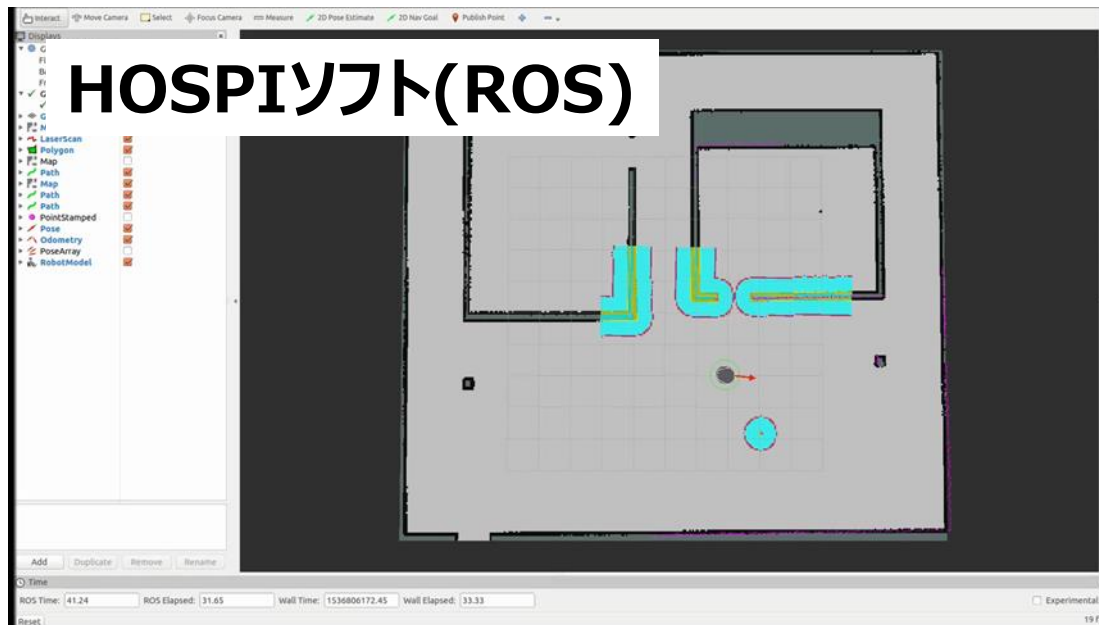 Interact Move Camera Select Focus Camera Measure 2D Pose Estimate 2D Nav Goal Publish Point
Displays
HOSPIソフト(ROS)
LaserScan
Polygon
Map
Path
Map
Path
Path
PointStamped
Pose
Odometry
PoseArray
RobotModel
Add Duplicate Remove Rename
Time
ROS Time: 41.24 ROS Elapsed: 31.65 Wall Time: 1536806172.45 Wall Elapsed: 33.33 Experimental
Reset 19 f